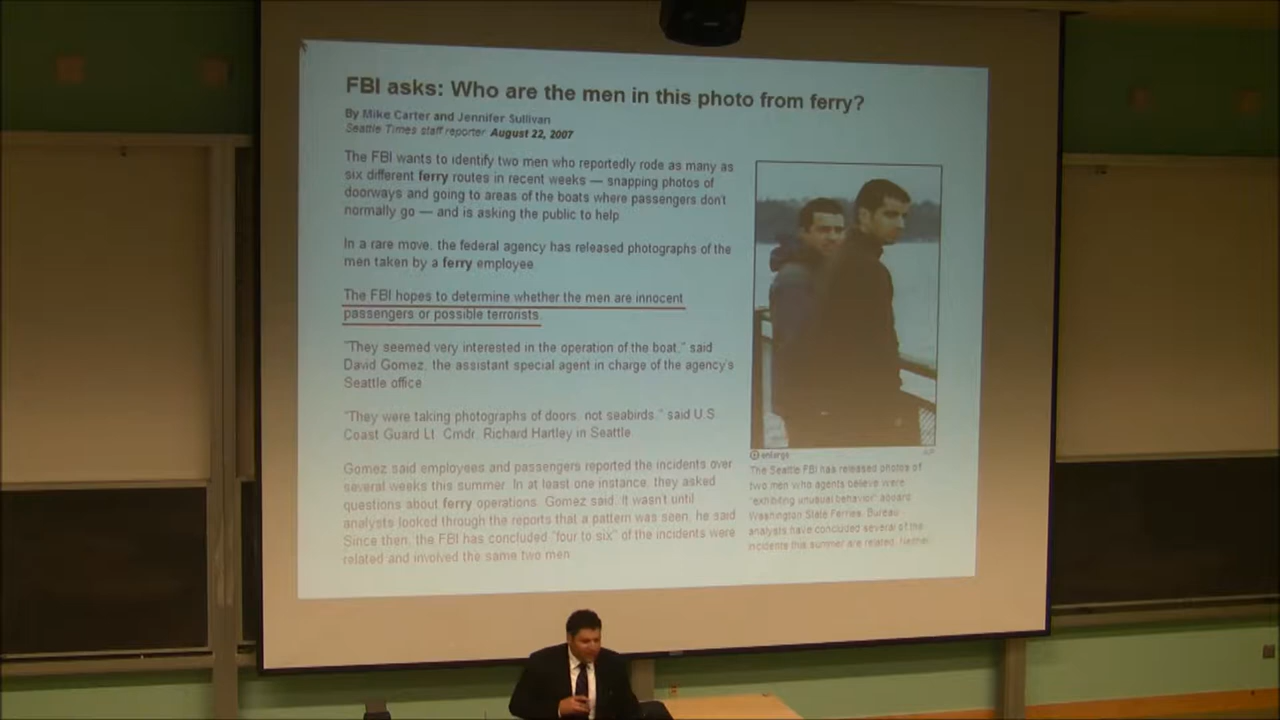 FBI asks: Who are the men in this photo from ferry?
By Mike Carter and Jennifer Sullivan
Seattle Times staff reporter August 22, 2007
The FBI wants to identify two men who reportedly rode as many as
six different ferry routes in recent weeks — snapping photos of
doorways and going to areas of the boats where passengers don't
normally go — and is asking the public to help.
In a rare move, the federal agency has released photographs of the
men taken by a ferry employee.
The FBI hopes to determine whether the men are innocent
passengers or possible terrorists.
"They seemed very interested in the operation of the boat," said
David Gomez, the assistant special agent in charge of the agency's
Seattle office.
"They were taking photographs of doors, not seabirds," said U.S.
Coast Guard Lt. Cmdr. Richard Hartley in Seattle.
Gomez said employees and passengers reported the incidents over
several weeks this summer. In at least one instance, they asked
questions about ferry operations. Gomez said. It wasn't until
analysts looked through the reports that a pattern was seen, he said.
Since then, the FBI has concluded "four to six" of the incidents were
related and involved the same two men.
enlarge
The Seattle FBI has released photos of
two men who agents believe were
"exhibiting unusual behavior" aboard
Washington State Ferries. Bureau
analysts have concluded several of the
incidents this summer are related. Neither